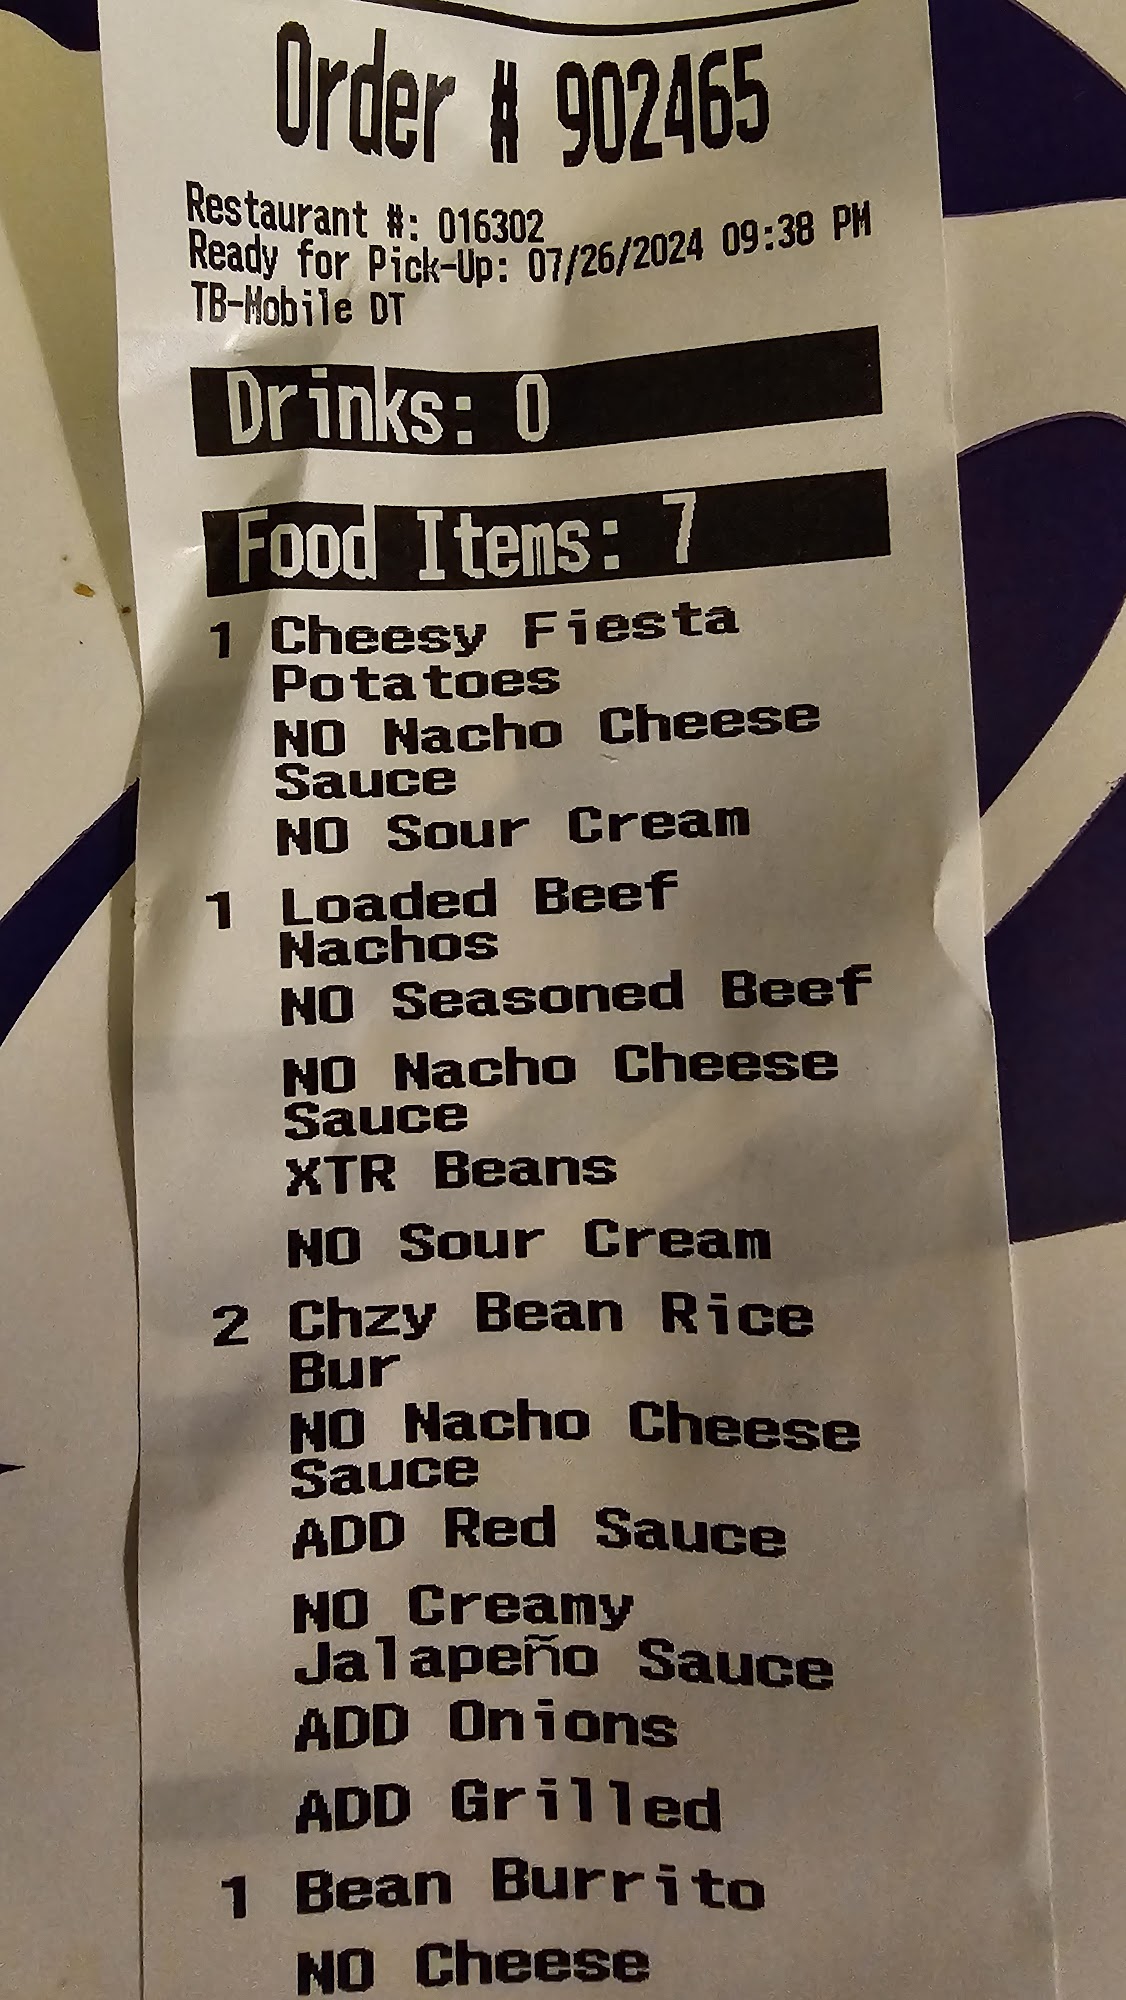 Order # 902465
Restaurant #: 016302
Ready for Pick-Up: 07/26/2024 09:38 PM
TB-Mobile DT
Drinks: 0
Food Items: 7
1 Cheesy Fiesta
Potatoes
NO Nacho Cheese
Sauce
NO Sour Cream
1 Loaded Beef
Nachos
NO Seasoned Beef
NO Nacho Cheese
Sauce
XTR Beans
NO Sour Cream
2 Chzy Bean Rice
Bur
NO Nacho Cheese
Sauce
ADD Red Sauce
NO Creamy
Jalapeño Sauce
ADD Onions
ADD Grilled
1 Bean Burrito
NO Cheese